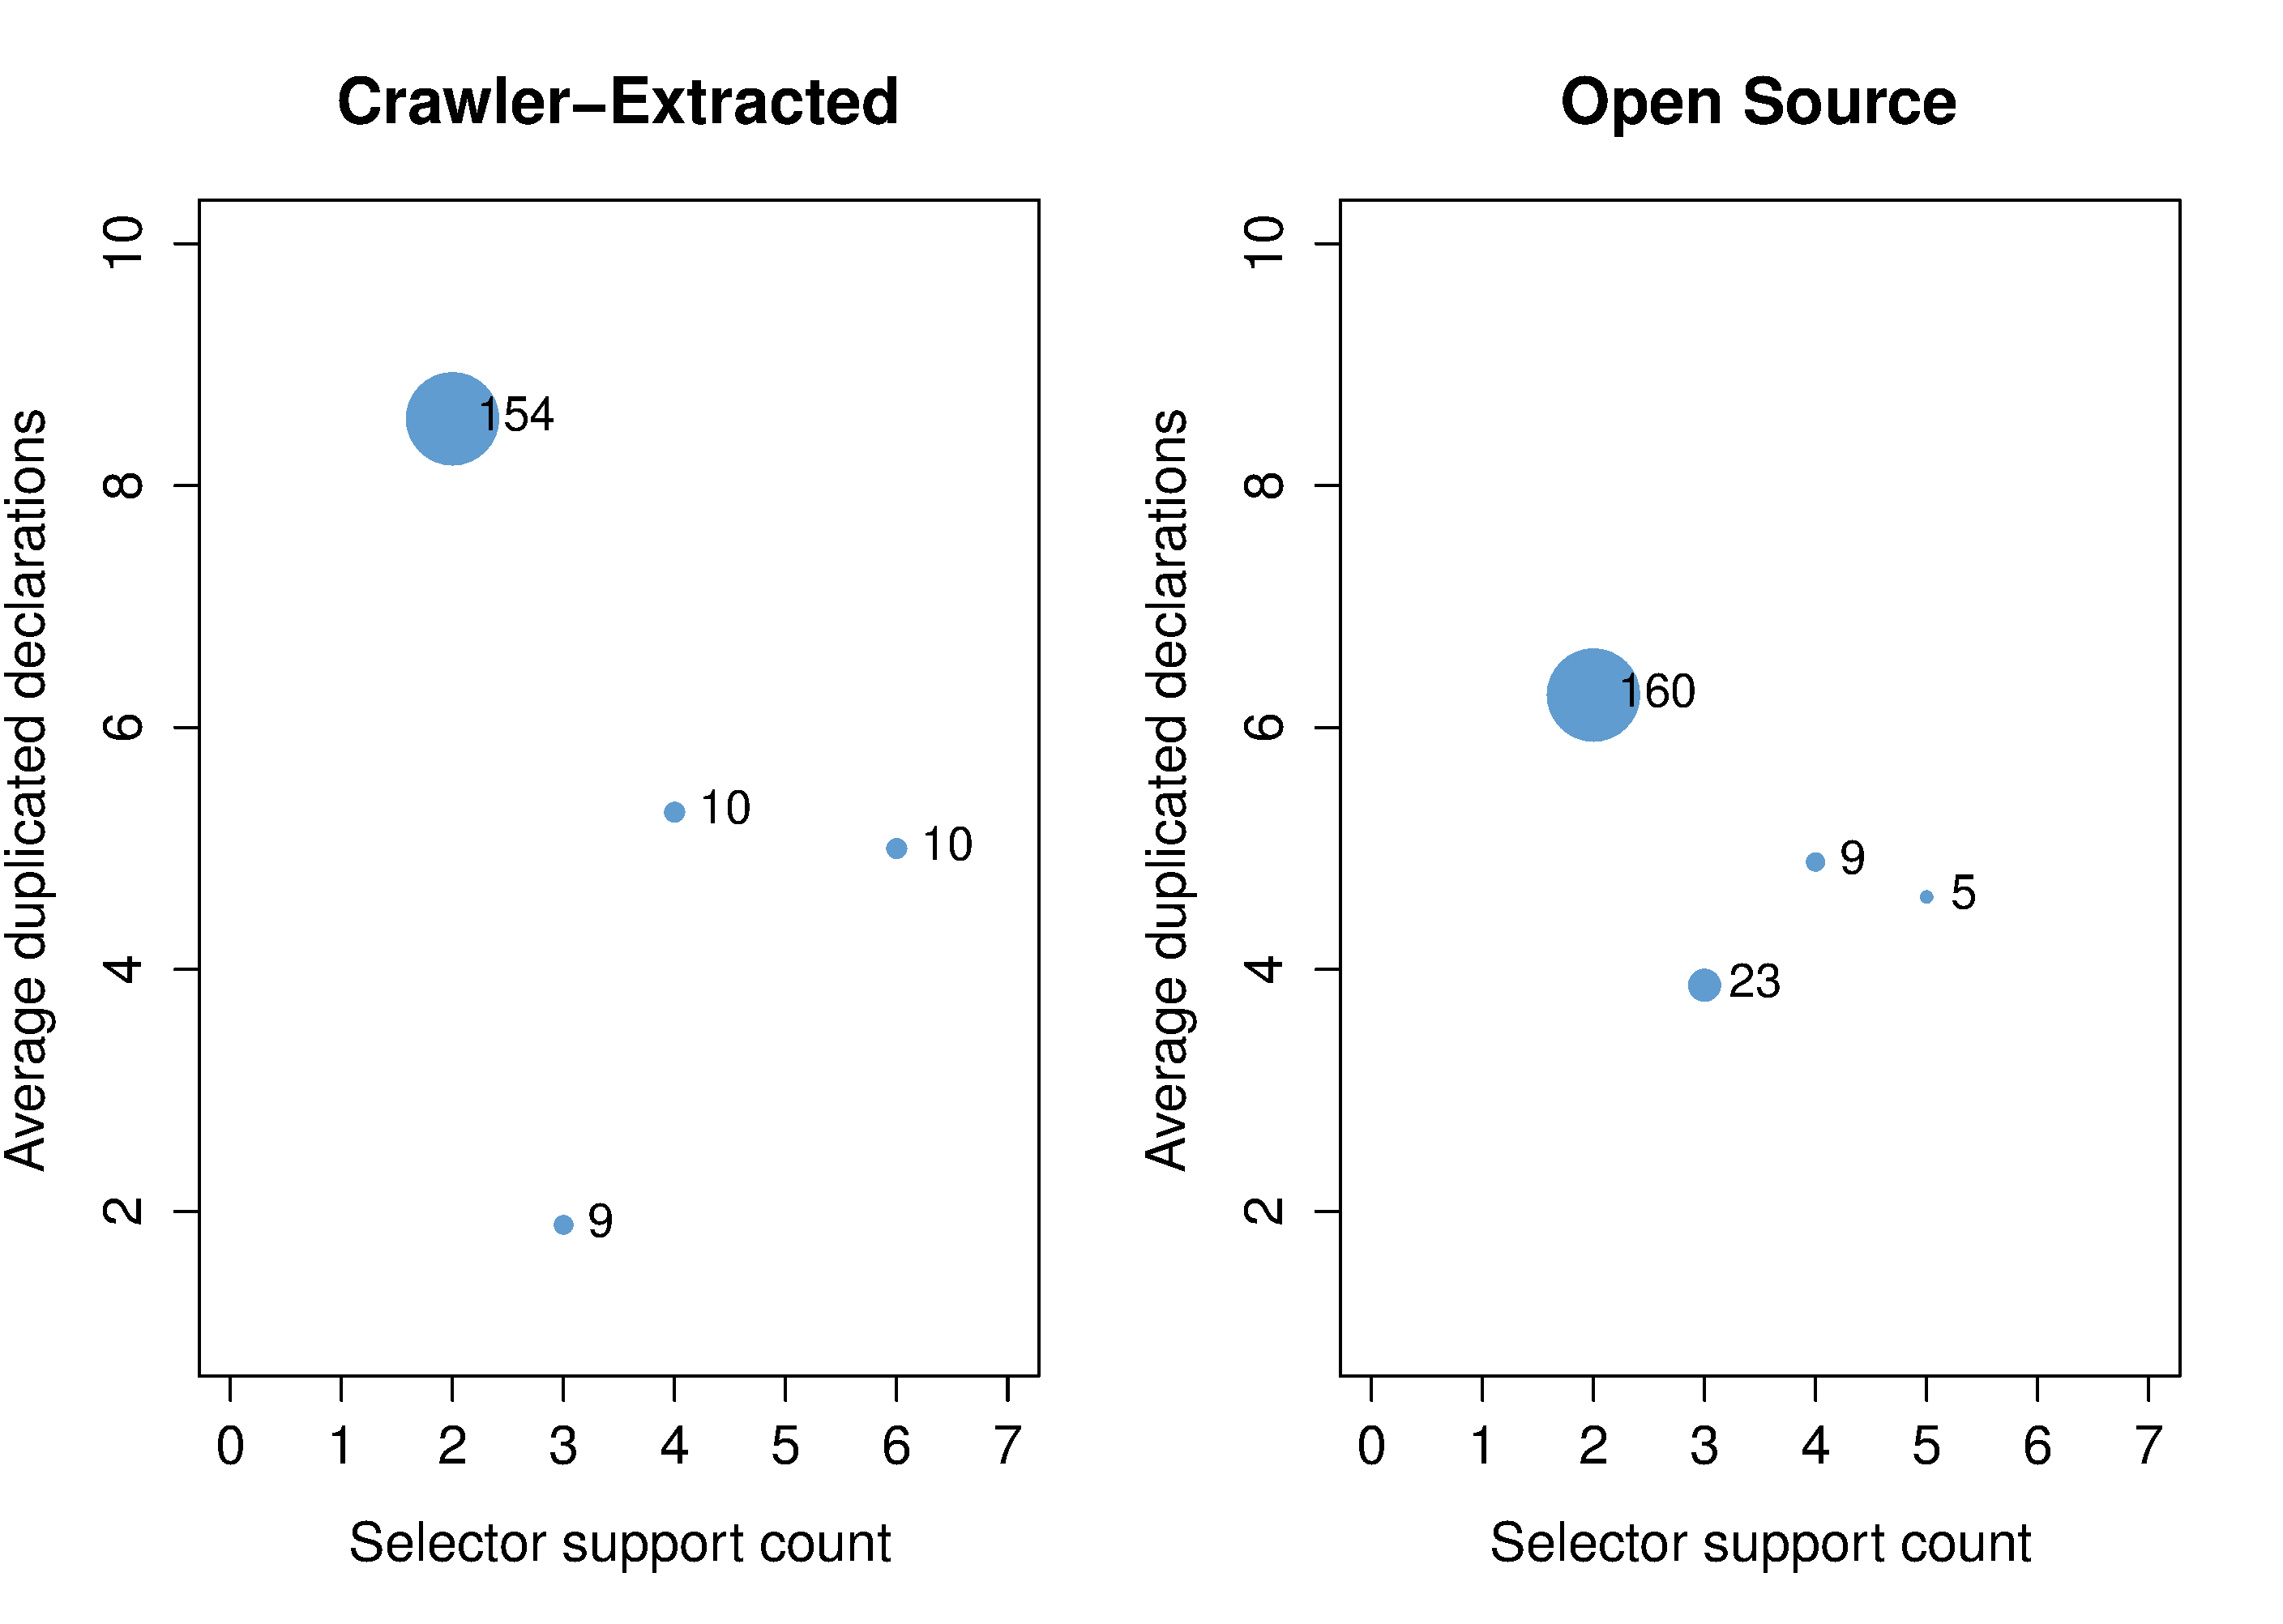 Crawler−Extracted
Average duplicated declarations
10
8
6
4
2
154
10
10
9
0 1 2 3 4 5 6 7
Selector support count
Open Source
Average duplicated declarations
10
8
6
4
2
160
9
5
23
0 1 2 3 4 5 6 7
Selector support count